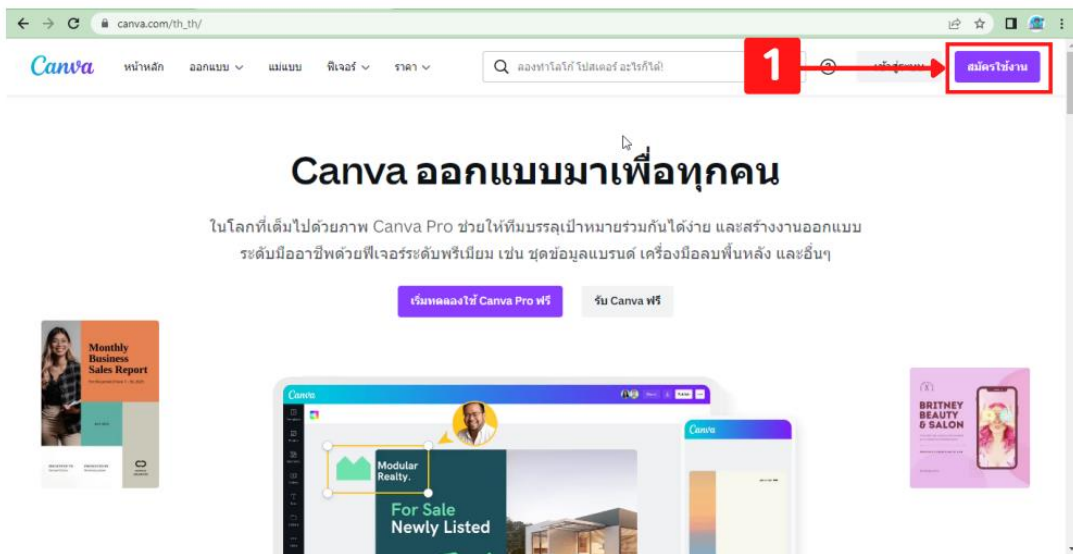 canva.com/th_th/
Canva หน้าหลัก ออกแบบ แม่แบบ ฟีเจอร์ ราคา ลองหาโลโก้ โปสเตอร์ อะไรก็ได้! 1 สมัครใช้งาน
Canva ออกแบบมาเพื่อทุกคน
ในโลกที่เต็มไปด้วยภาพ Canva Pro ช่วยให้ทีมบรรลุเป้าหมายร่วมกันได้ง่าย และสร้างงานออกแบบ
ระดับมืออาชีพด้วยฟีเจอร์ระดับพรีเมียม เช่น ชุดข้อมูลแบรนด์ เครื่องมือลบพื้นหลัง และอื่นๆ
เริ่มทดลองใช้ Canva Pro ฟรี รับ Canva ฟรี
Monthly
Business
Sales Report
Canva
Modular
Realty.
For Sale
Newly Listed
Canva
BRITNEY
BEAUTY
& SALON